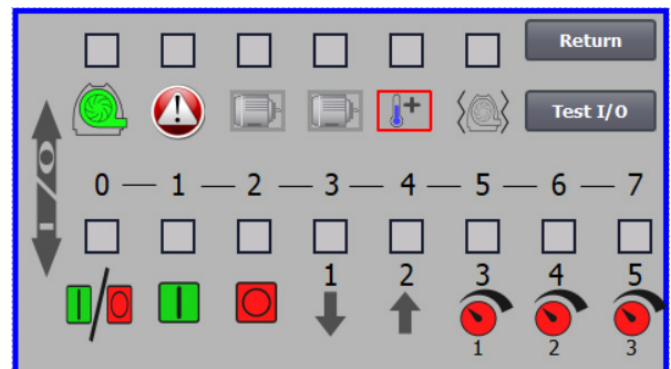 Return
Test I/O
I/O
0 — 1 — 2 — 3 — 4 — 5 — 6 — 7
1 2 3 4 5
1 2 3